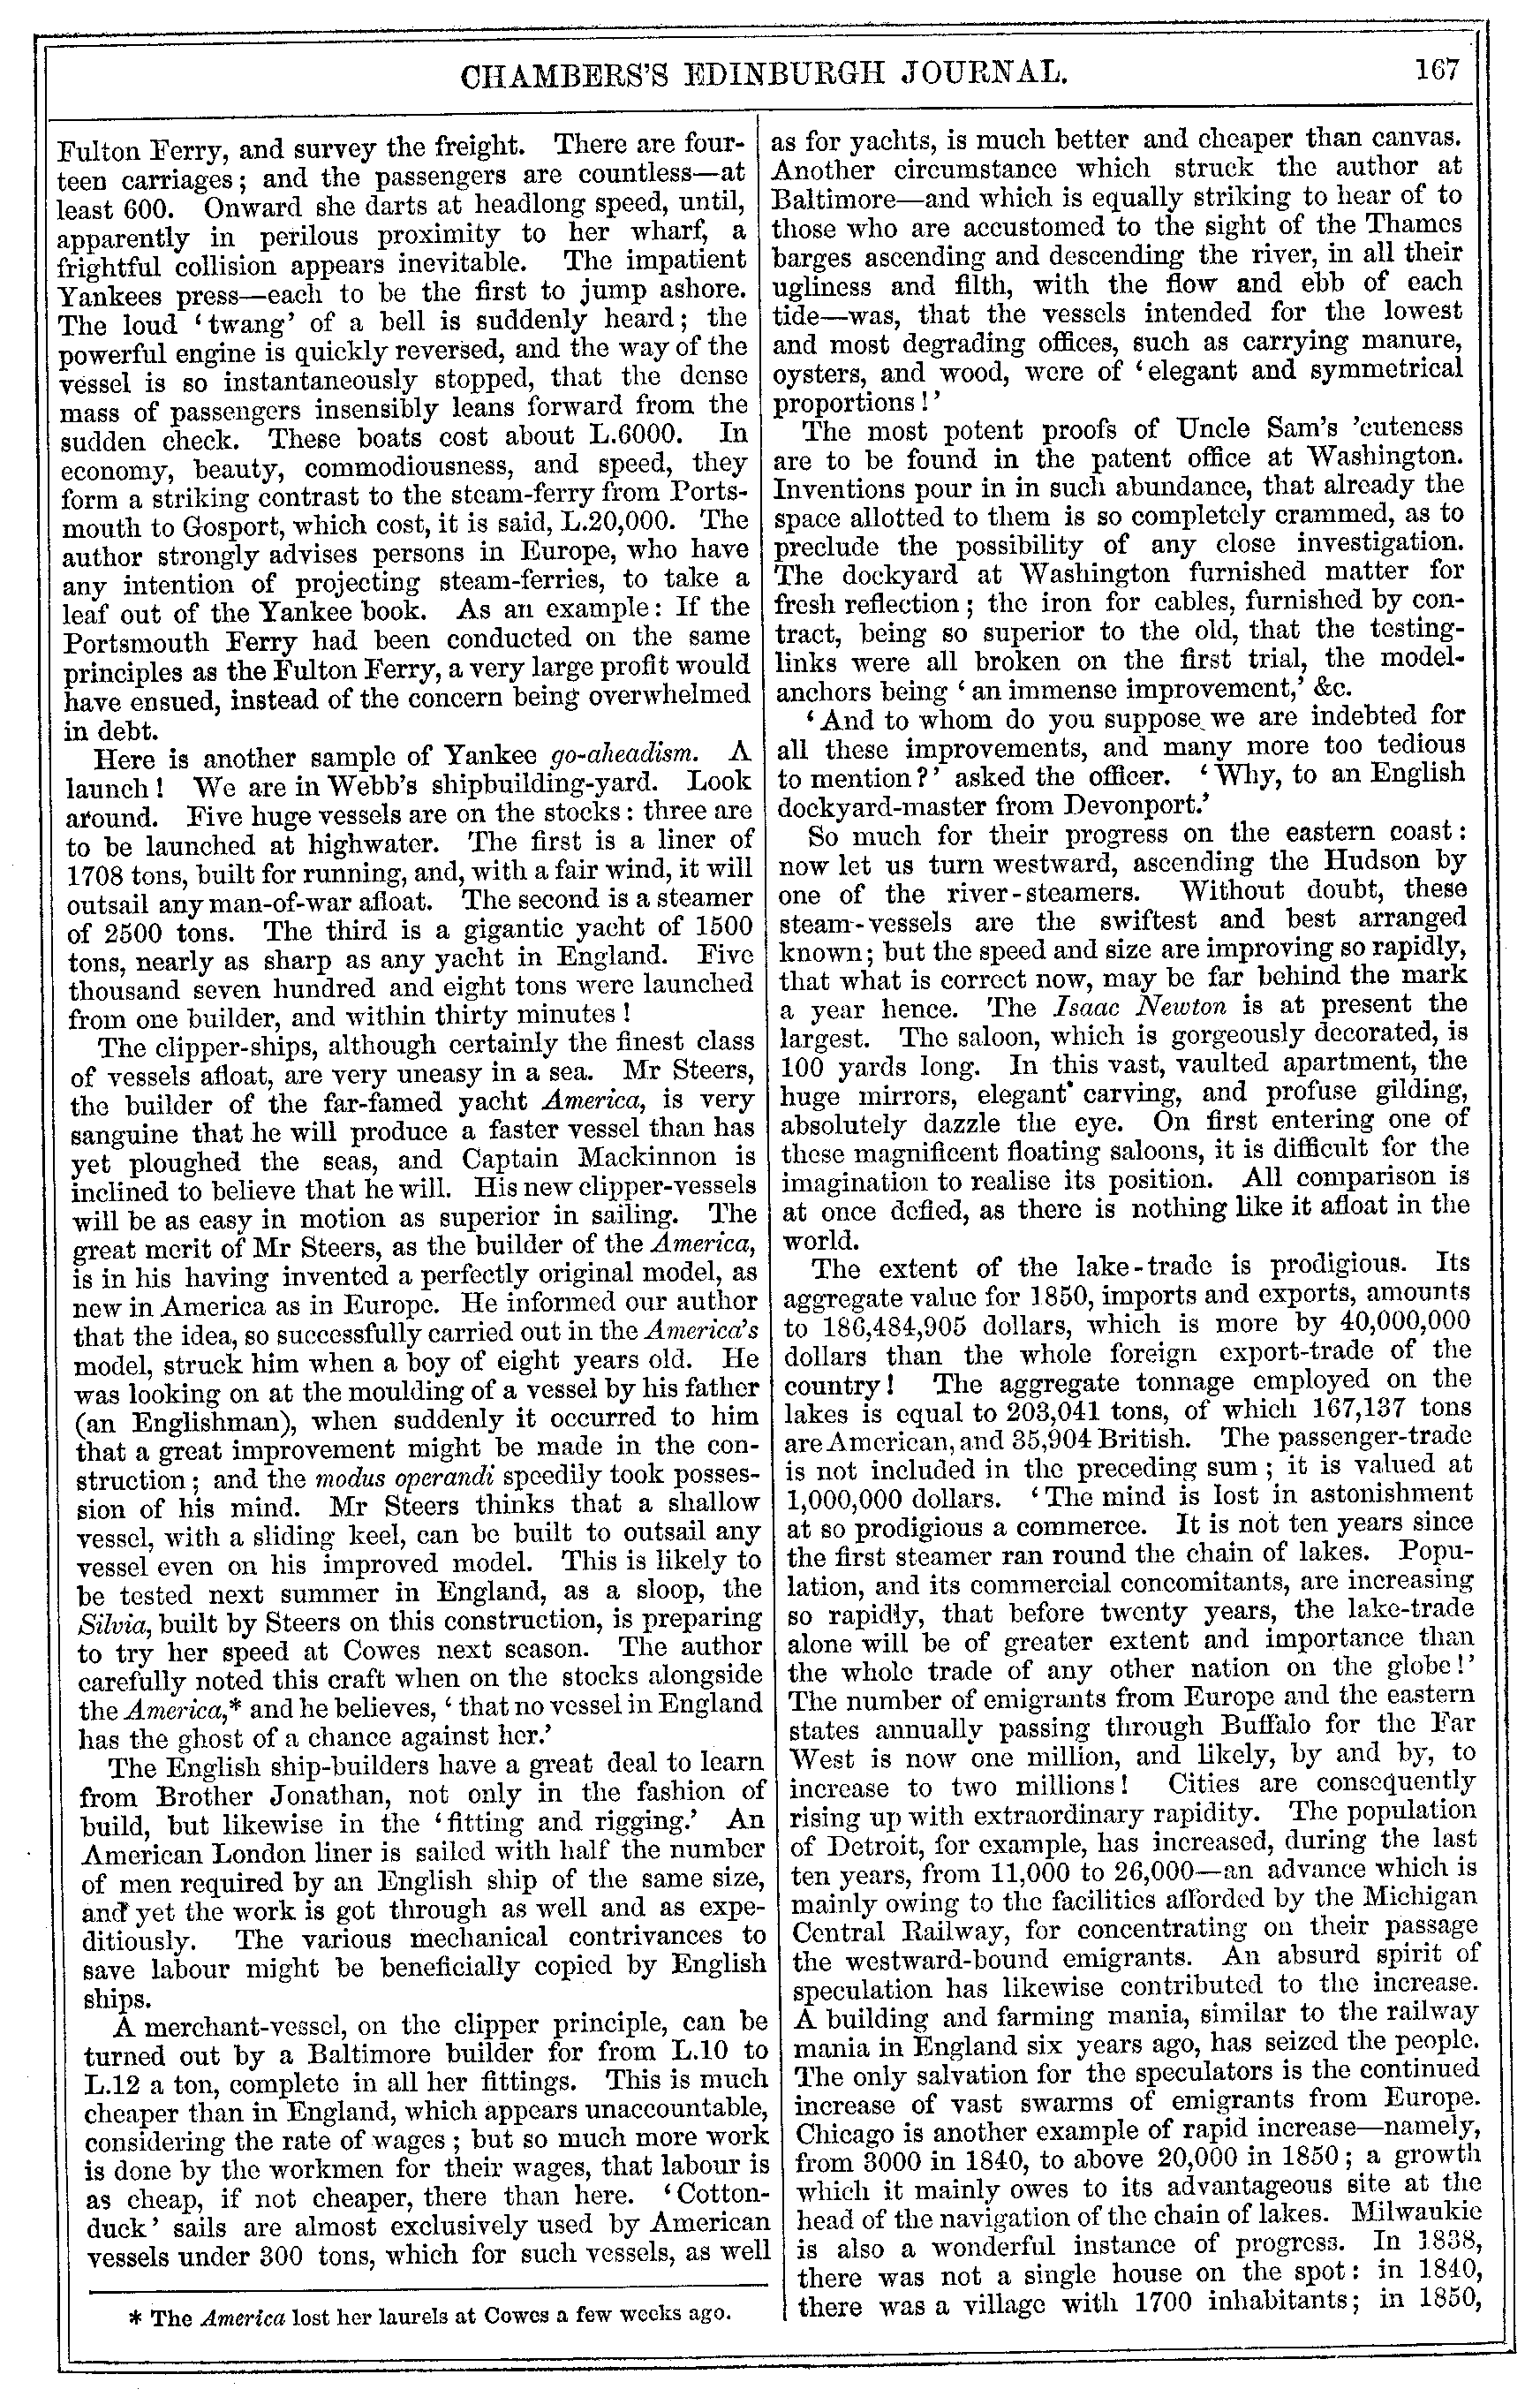 CHAMBERS'S EDINBURGH JOURNAL.
167
Fulton Ferry, and survey the freight. There are four-
teen carriages; and the passengers are countless—at
least 600. Onward she darts at headlong speed, until,
apparently in perilous proximity to her wharf, a
frightful collision appears inevitable. The impatient
Yankees press—each to be the first to jump ashore.
The loud 'twang' of a bell is suddenly heard; the
powerful engine is quickly reversed, and the way of the
vessel is so instantaneously stopped, that the dense
mass of passengers insensibly leans forward from the
sudden check. These boats cost about L.6000. In
economy, beauty, commodiousness, and speed, they
form a striking contrast to the steam-ferry from Ports-
mouth to Gosport, which cost, it is said, L.20,000. The
author strongly advises persons in Europe, who have
any intention of projecting steam-ferries, to take a
leaf out of the Yankee book. As an example: If the
Portsmouth Ferry had been conducted on the same
principles as the Fulton Ferry, a very large profit would
have ensued, instead of the concern being overwhelmed
in debt.
Here is another sample of Yankee go-aheadism. A
launch! We are in Webb's shipbuilding-yard. Look
around. Five huge vessels are on the stocks: three are
to be launched at highwater. The first is a liner of
1708 tons, built for running, and, with a fair wind, it will
outsail any man-of-war afloat. The second is a steamer
of 2500 tons. The third is a gigantic yacht of 1500
tons, nearly as sharp as any yacht in England. Five
thousand seven hundred and eight tons were launched
from one builder, and within thirty minutes!
The clipper-ships, although certainly the finest class
of vessels afloat, are very uneasy in a sea. Mr Steers,
the builder of the far-famed yacht America, is very
sanguine that he will produce a faster vessel than has
yet ploughed the seas, and Captain Mackinnon is
inclined to believe that he will. His new clipper-vessels
will be as easy in motion as superior in sailing. The
great merit of Mr Steers, as the builder of the America,
is in his having invented a perfectly original model, as
new in America as in Europe. He informed our author
that the idea, so successfully carried out in the America's
model, struck him when a boy of eight years old. He
was looking on at the moulding of a vessel by his father
(an Englishman), when suddenly it occurred to him
that a great improvement might be made in the con-
struction; and the modus operandi speedily took posses-
sion of his mind. Mr Steers thinks that a shallow
vessel, with a sliding keel, can be built to outsail any
vessel even on his improved model. This is likely to
be tested next summer in England, as a sloop, the
Silvia, built by Steers on this construction, is preparing
to try her speed at Cowes next season. The author
carefully noted this craft when on the stocks alongside
the America,* and he believes, 'that no vessel in England
has the ghost of a chance against her.'
The English ship-builders have a great deal to learn
from Brother Jonathan, not only in the fashion of
build, but likewise in the 'fitting and rigging.' An
American London liner is sailed with half the number
of men required by an English ship of the same size,
and yet the work is got through as well and as expe-
ditiously. The various mechanical contrivances to
save labour might be beneficially copied by English
ships.
A merchant-vessel, on the clipper principle, can be
turned out by a Baltimore builder for from L.10 to
L.12 a ton, complete in all her fittings. This is much
cheaper than in England, which appears unaccountable,
considering the rate of wages; but so much more work
is done by the workmen for their wages, that labour is
as cheap, if not cheaper, there than here. 'Cotton-
duck' sails are almost exclusively used by American
vessels under 300 tons, which for such vessels, as well
* The America lost her laurels at Cowes a few weeks ago.
as for yachts, is much better and cheaper than canvas.
Another circumstance which struck the author at
Baltimore—and which is equally striking to hear of to
those who are accustomed to the sight of the Thames
barges ascending and descending the river, in all their
ugliness and filth, with the flow and ebb of each
tide—was, that the vessels intended for the lowest
and most degrading offices, such as carrying manure,
oysters, and wood, were of 'elegant and symmetrical
proportions!'
The most potent proofs of Uncle Sam's 'cuteness
are to be found in the patent office at Washington.
Inventions pour in in such abundance, that already the
space allotted to them is so completely crammed, as to
preclude the possibility of any close investigation.
The dockyard at Washington furnished matter for
fresh reflection; the iron for cables, furnished by con-
tract, being so superior to the old, that the testing-
links were all broken on the first trial, the model-
anchors being 'an immense improvement,' &c.
'And to whom do you suppose we are indebted for
all these improvements, and many more too tedious
to mention?' asked the officer. 'Why, to an English
dockyard-master from Devonport.'
So much for their progress on the eastern coast:
now let us turn westward, ascending the Hudson by
one of the river-steamers. Without doubt, these
steam-vessels are the swiftest and best arranged
known; but the speed and size are improving so rapidly,
that what is correct now, may be far behind the mark
a year hence. The Isaac Newton is at present the
largest. The saloon, which is gorgeously decorated, is
100 yards long. In this vast, vaulted apartment, the
huge mirrors, elegant carving, and profuse gilding,
absolutely dazzle the eye. On first entering one of
these magnificent floating saloons, it is difficult for the
imagination to realise its position. All comparison is
at once defied, as there is nothing like it afloat in the
world.
The extent of the lake-trade is prodigious. Its
aggregate value for 1850, imports and exports, amounts
to 186,484,905 dollars, which is more by 40,000,000
dollars than the whole foreign export-trade of the
country! The aggregate tonnage employed on the
lakes is equal to 203,041 tons, of which 167,137 tons
are American, and 35,904 British. The passenger-trade
is not included in the preceding sum; it is valued at
1,000,000 dollars. 'The mind is lost in astonishment
at so prodigious a commerce. It is not ten years since
the first steamer ran round the chain of lakes. Popu-
lation, and its commercial concomitants, are increasing
so rapidly, that before twenty years, the lake-trade
alone will be of greater extent and importance than
the whole trade of any other nation on the globe!'
The number of emigrants from Europe and the eastern
states annually passing through Buffalo for the Far
West is now one million, and likely, by and by, to
increase to two millions! Cities are consequently
rising up with extraordinary rapidity. The population
of Detroit, for example, has increased, during the last
ten years, from 11,000 to 26,000—an advance which is
mainly owing to the facilities afforded by the Michigan
Central Railway, for concentrating on their passage
the westward-bound emigrants. An absurd spirit of
speculation has likewise contributed to the increase.
A building and farming mania, similar to the railway
mania in England six years ago, has seized the people.
The only salvation for the speculators is the continued
increase of vast swarms of emigrants from Europe.
Chicago is another example of rapid increase—namely,
from 3000 in 1840, to above 20,000 in 1850; a growth
which it mainly owes to its advantageous site at the
head of the navigation of the chain of lakes. Milwaukie
is also a wonderful instance of progress. In 1838,
there was not a single house on the spot: in 1840,
there was a village with 1700 inhabitants; in 1850,